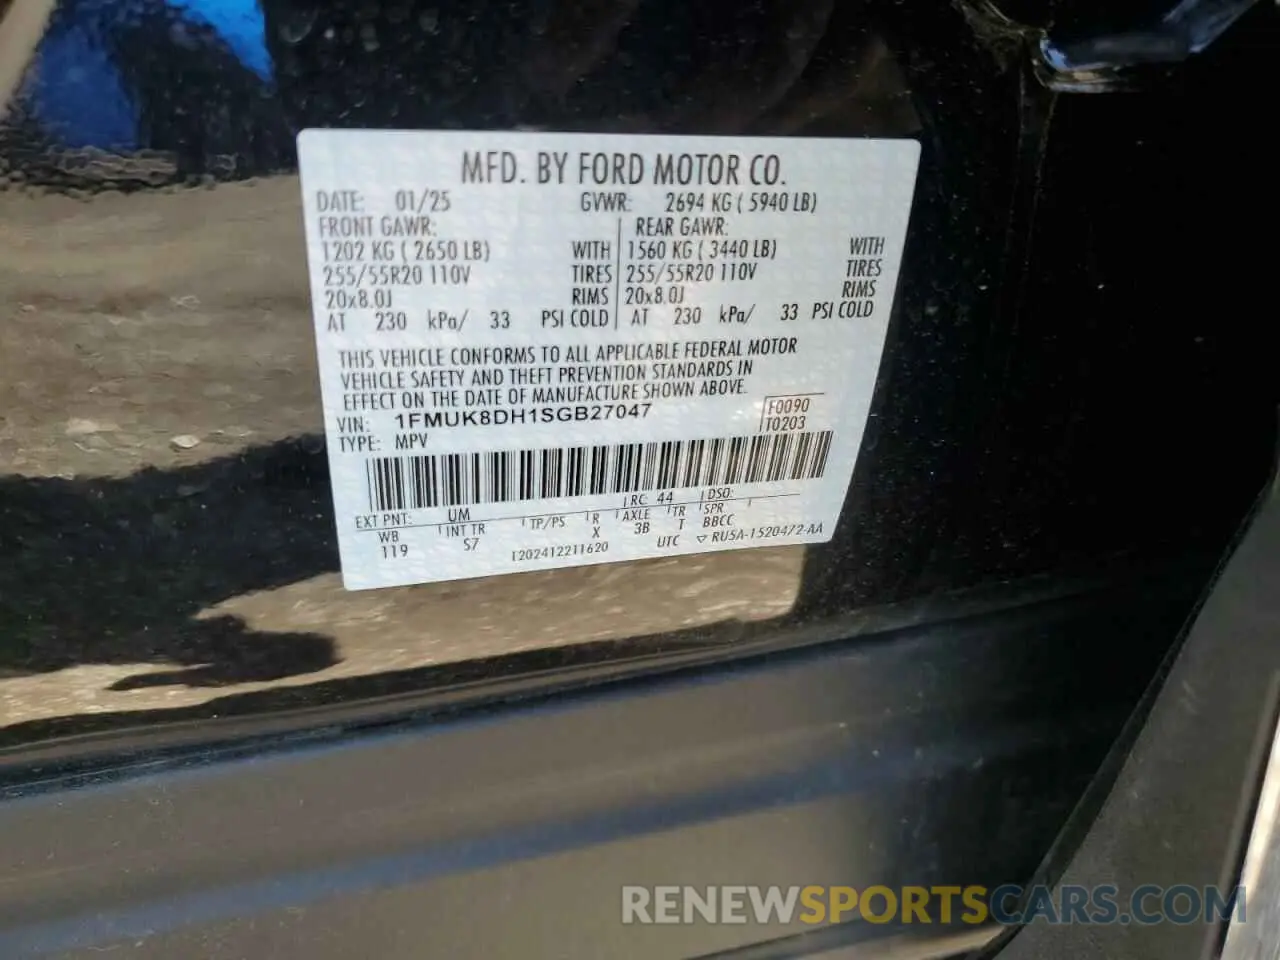 MFD. BY FORD MOTOR CO.
DATE: 01/25 GVWR: 2694 KG ( 5940 LB)
FRONT GAWR: REAR GAWR:
1202 KG ( 2650 LB) WITH 1560 KG ( 3440 LB) WITH
255/55R20 110V TIRES 255/55R20 110V TIRES
20x8.0J RIMS 20x8.0J RIMS
AT 230 kPa/ 33 PSI COLD AT 230 kPa/ 33 PSI COLD
THIS VEHICLE CONFORMS TO ALL APPLICABLE FEDERAL MOTOR
VEHICLE SAFETY AND THEFT PREVENTION STANDARDS IN
EFFECT ON THE DATE OF MANUFACTURE SHOWN ABOVE.
VIN: 1FMUK8DH1SGB27047 F0090
TYPE: MPV T0203
EXT PNT: UM RC: 44 DSO:
WB INT TR TP/PS R AXLE TR SPR
119 S7 X 3B T BBCC
1202412211620 UTC ▽ RU5A-1520472-AA
RENEWSPORTSCARS.COM